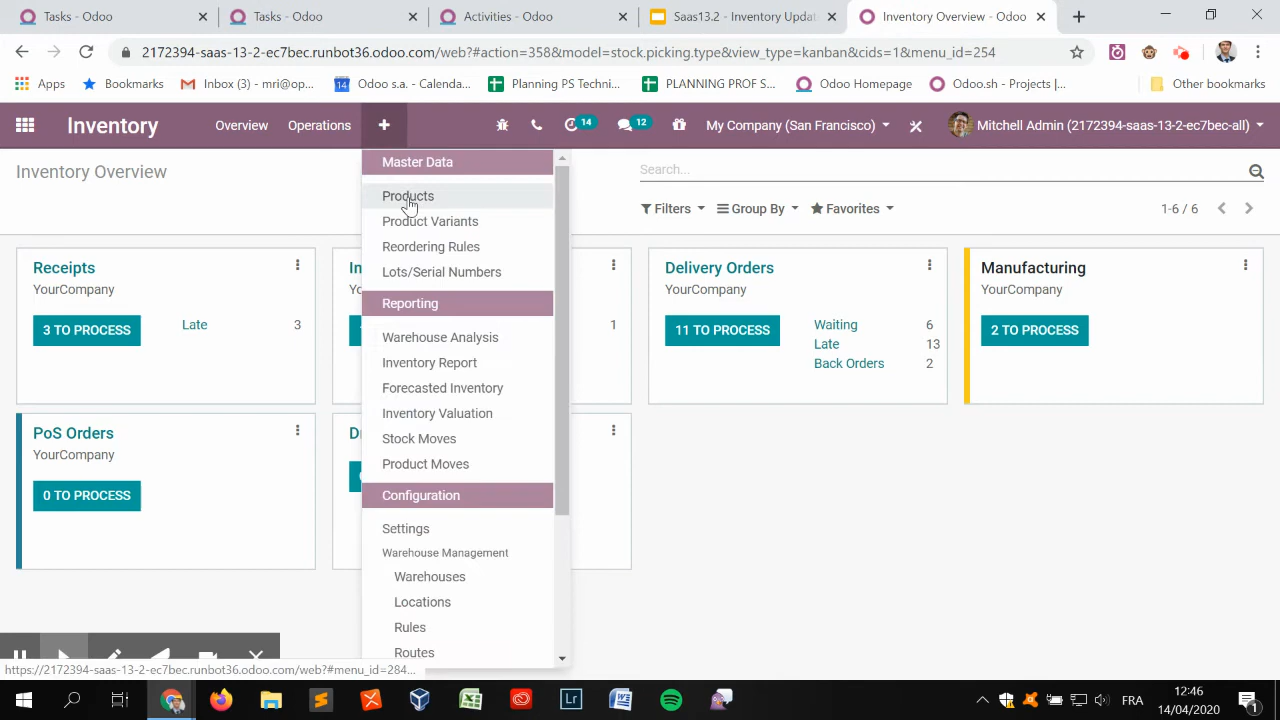 Tasks - Odoo
Tasks - Odoo
Activities - Odoo
Saas13.2 - Inventory Updat
Inventory Overview - Odoo
2172394-saas-13-2-ec7bec.runbot36.odoo.com/web?#action=358&model=stock.picking.type&view_type=kanban&cids=1&menu_id=254
Apps
Bookmarks
Inbox (3) - mri@op...
14
Odoo s.a. - Calenda...
Planning PS Techni...
PLANNING PROF S...
Odoo Homepage
Odoo.sh - Projects |...
Other bookmarks
Inventory
Overview
Operations
14
12
My Company (San Francisco)
Mitchell Admin (2172394-saas-13-2-ec7bec-all)
Inventory Overview
Search...
Filters
Group By
Favorites
1-6 / 6
Master Data
Products
Product Variants
Reordering Rules
Lots/Serial Numbers
Reporting
Warehouse Analysis
Inventory Report
Forecasted Inventory
Inventory Valuation
Stock Moves
Product Moves
Configuration
Settings
Warehouse Management
Warehouses
Locations
Rules
Routes
Receipts
YourCompany
3 TO PROCESS
Late 3
1
Delivery Orders
YourCompany
11 TO PROCESS
Waiting 6
Late 13
Back Orders 2
Manufacturing
YourCompany
2 TO PROCESS
PoS Orders
YourCompany
0 TO PROCESS
https://2172394-saas-13-2-ec7bec.runbot36.odoo.com/web?#menu_id=284...
FRA
12:46
14/04/2020
1